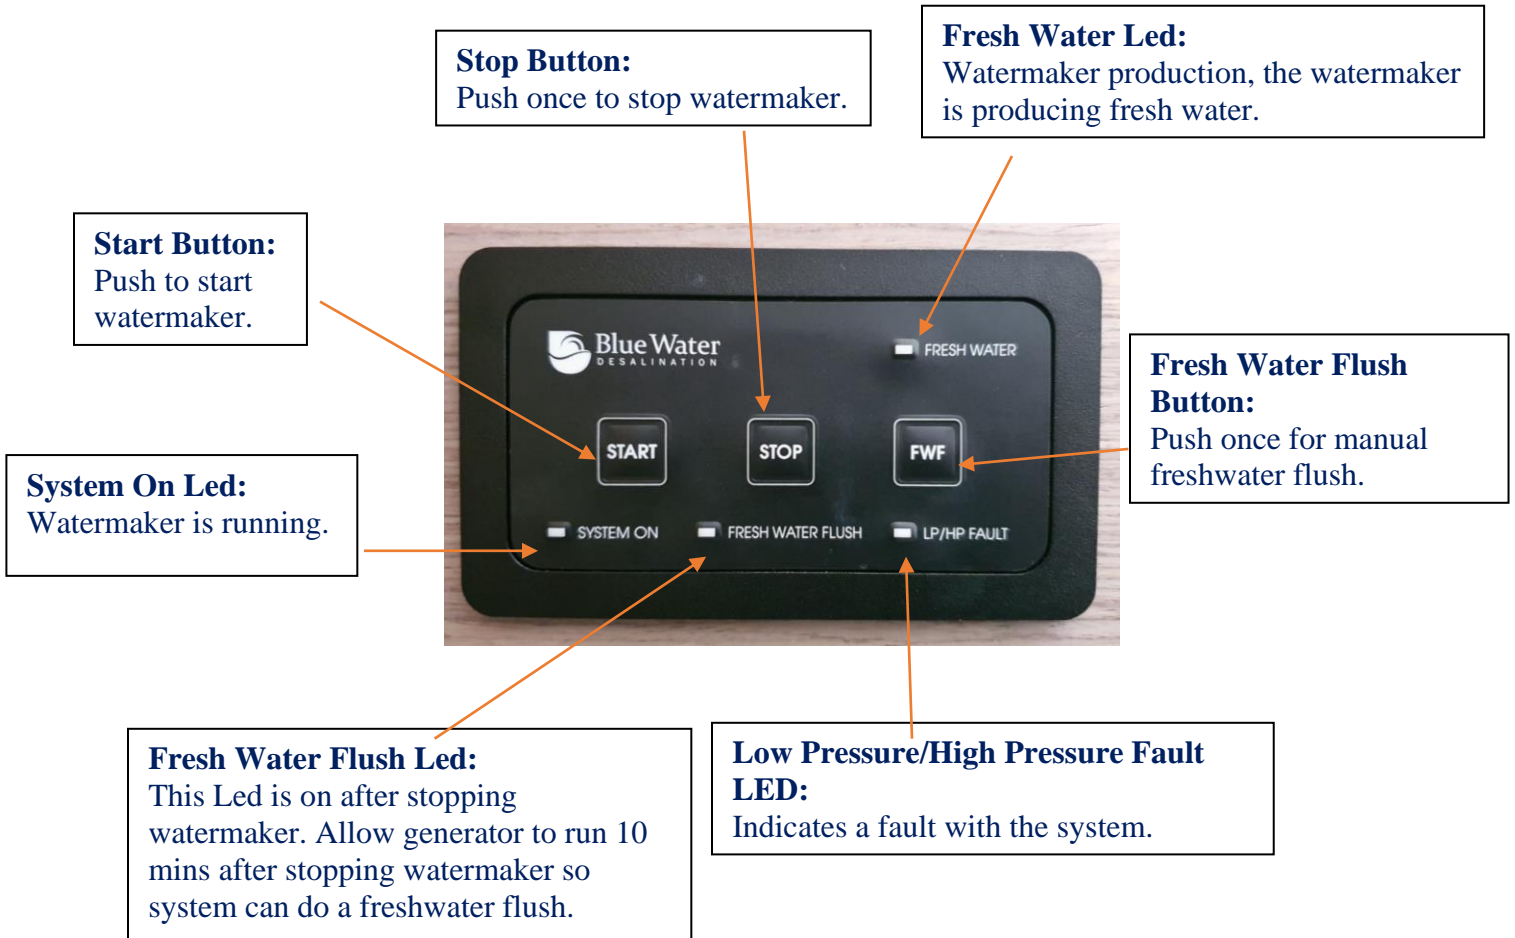 Stop Button:
Push once to stop watermaker.
Fresh Water Led:
Watermaker production, the watermaker
is producing fresh water.
Start Button:
Push to start
watermaker.
System On Led:
Watermaker is running.
Blue Water
DESALINATION
FRESH WATER
START
STOP
FWF
SYSTEM ON
FRESH WATER FLUSH
LP/HP FAULT
Fresh Water Flush
Button:
Push once for manual
freshwater flush.
Fresh Water Flush Led:
This Led is on after stopping
watermaker. Allow generator to run 10
mins after stopping watermaker so
system can do a freshwater flush.
Low Pressure/High Pressure Fault
LED:
Indicates a fault with the system.